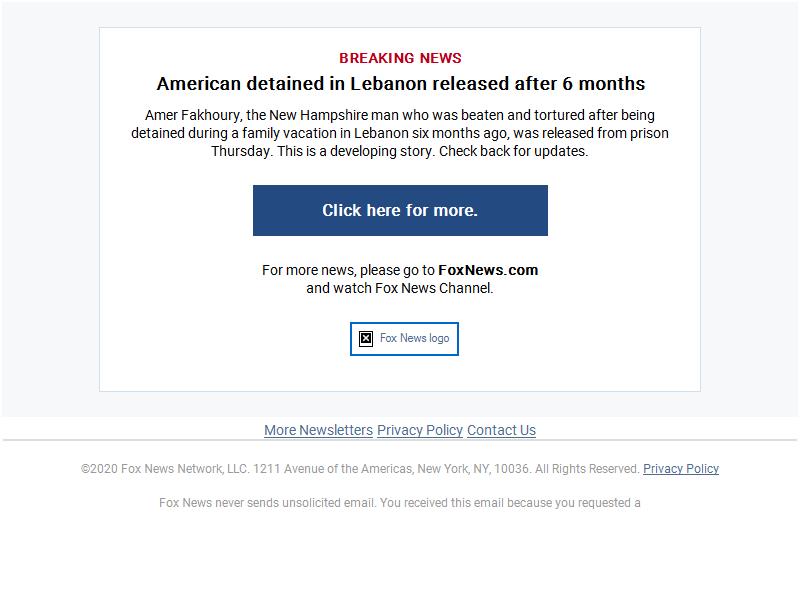 BREAKING NEWS
American detained in Lebanon released after 6 months
Amer Fakhoury, the New Hampshire man who was beaten and tortured after being
detained during a family vacation in Lebanon six months ago, was released from prison
Thursday. This is a developing story. Check back for updates.
Click here for more.
For more news, please go to FoxNews.com
and watch Fox News Channel.
Fox News logo
More Newsletters Privacy Policy Contact Us
©2020 Fox News Network, LLC. 1211 Avenue of the Americas, New York, NY, 10036. All Rights Reserved. Privacy Policy
Fox News never sends unsolicited email. You received this email because you requested a